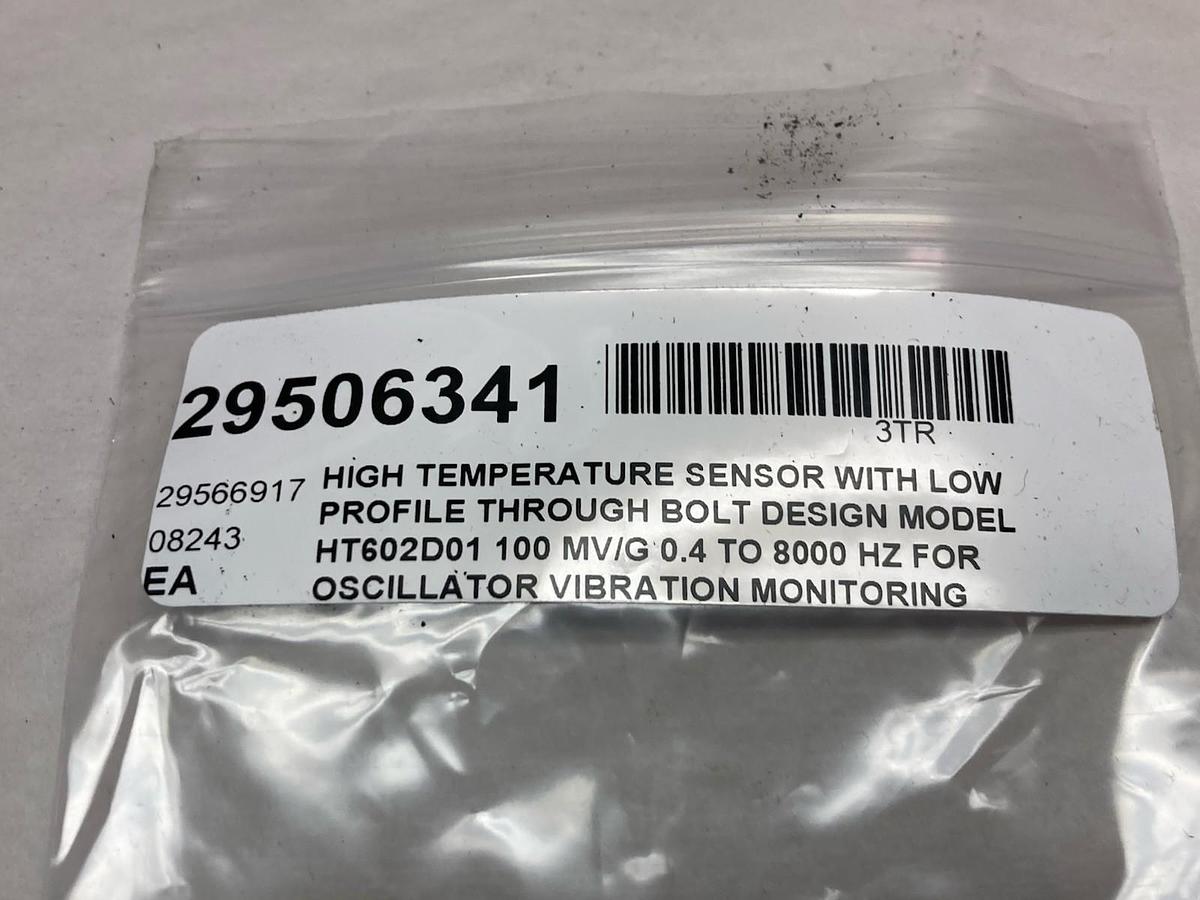 29506341
3TR
29566917
08243
EA
HIGH TEMPERATURE SENSOR WITH LOW
PROFILE THROUGH BOLT DESIGN MODEL
HT602D01 100 MV/G 0.4 TO 8000 HZ FOR
OSCILLATOR VIBRATION MONITORING